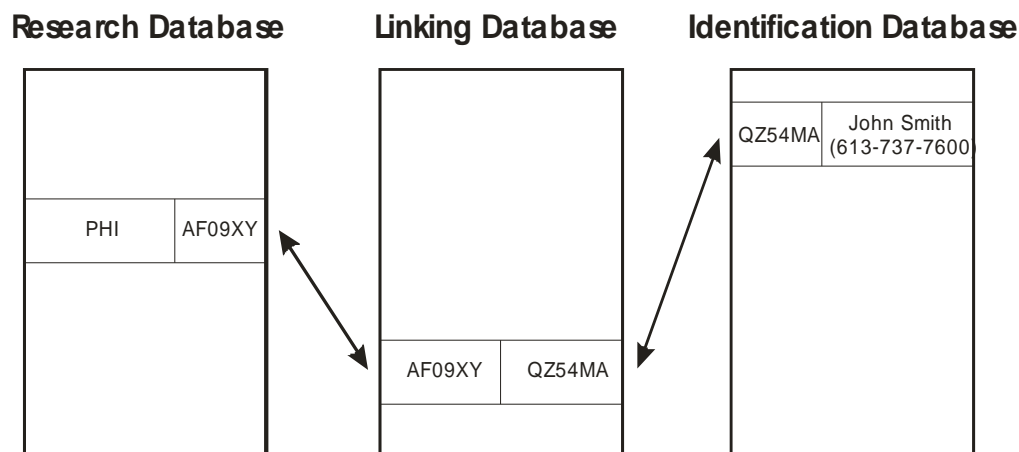 Research Database
Linking Database
Identification Database
QZ54MA
John Smith
(613-737-7600)
PHI
AF09XY
AF09XY
QZ54MA